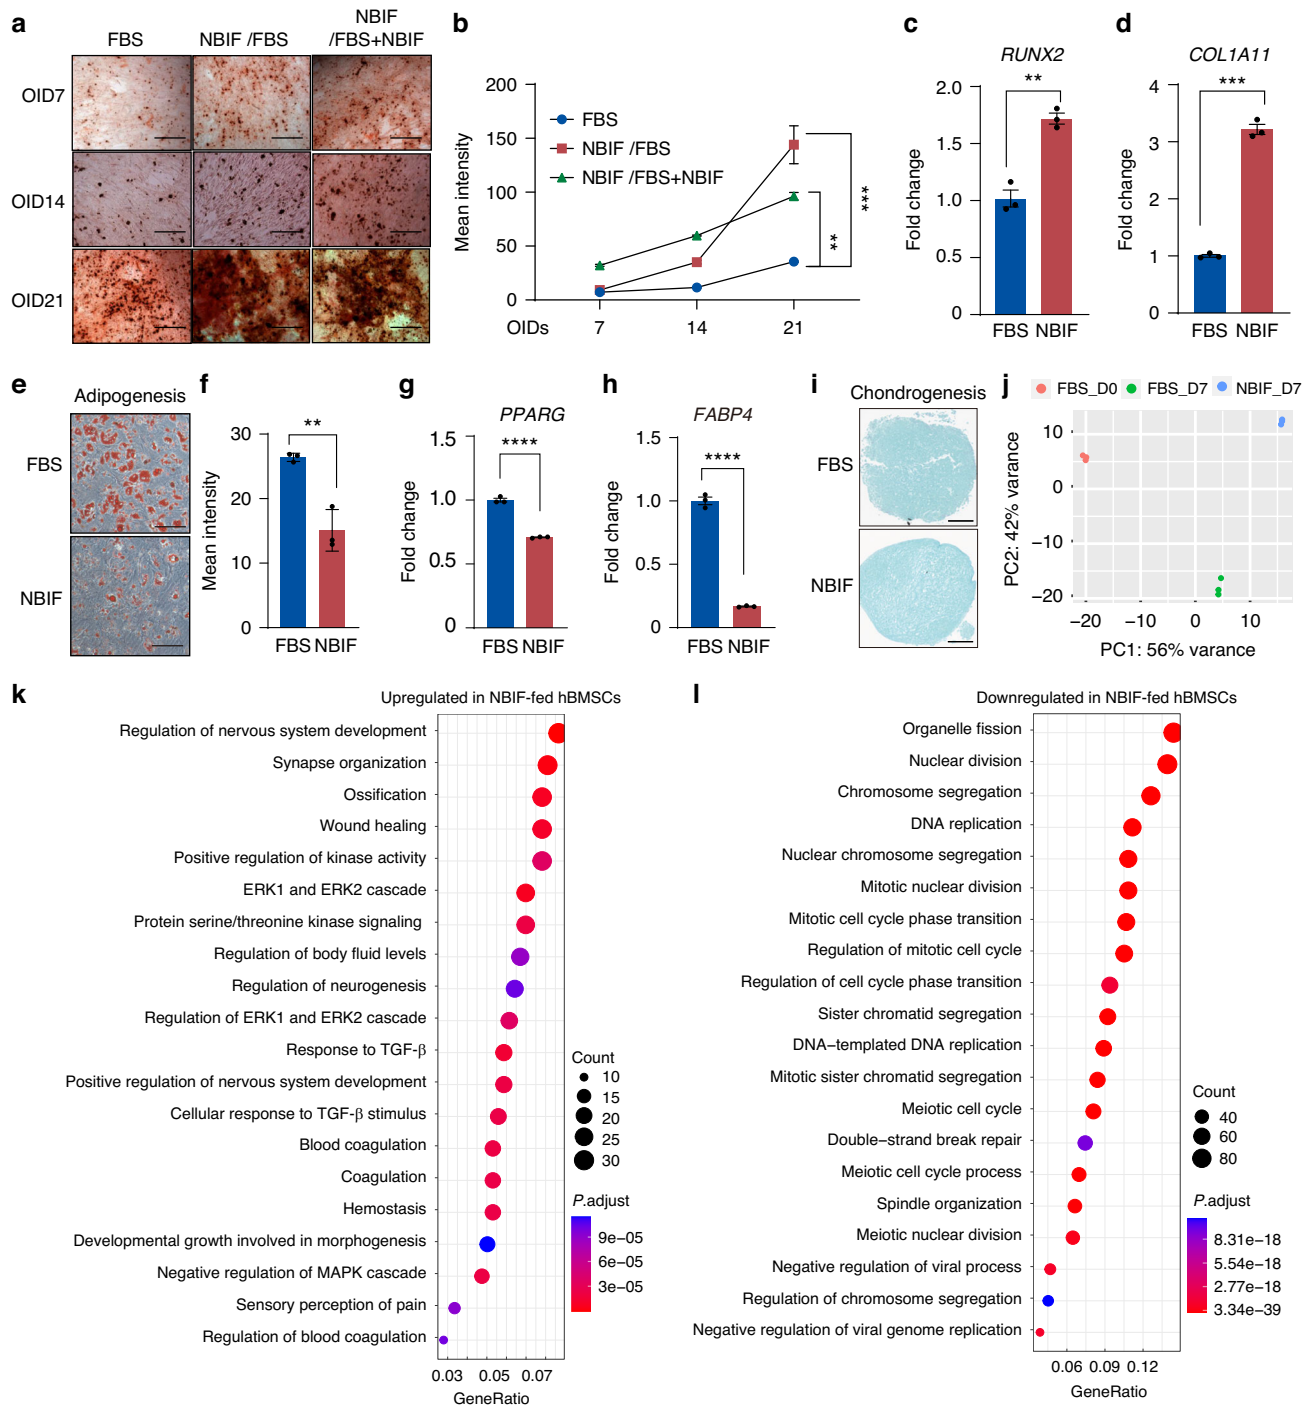 a
FBS
NBIF /FBS
NBIF
/FBS+NBIF
OID7
OID14
OID21
b
Mean intensity
200
150
100
50
0
FBS
NBIF /FBS
NBIF /FBS+NBIF
**
***
OIDs
7
14
21
c
RUNX2
**
Fold change
2.0
1.5
1.0
0.5
0
FBS NBIF
d
COL1A11
***
Fold change
4
3
2
1
0
FBS NBIF
e
Adipogenesis
FBS
NBIF
f
**
Mean intensity
30
20
10
0
FBS NBIF
g
PPARG
****
Fold change
1.5
1.0
0.5
0
FBS NBIF
h
FABP4
****
Fold change
1.5
1.0
0.5
0
FBS NBIF
i
Chondrogenesis
FBS
NBIF
j
FBS_D0
FBS_D7
NBIF_D7
PC2: 42% varance
10
0
−10
−20
−20
−10
0
10
PC1: 56% varance
k
Upregulated in NBIF-fed hBMSCs
Regulation of nervous system development
Synapse organization
Ossification
Wound healing
Positive regulation of kinase activity
ERK1 and ERK2 cascade
Protein serine/threonine kinase signaling
Regulation of body fluid levels
Regulation of neurogenesis
Regulation of ERK1 and ERK2 cascade
Response to TGF-β
Positive regulation of nervous system development
Cellular response to TGF-β stimulus
Blood coagulation
Coagulation
Hemostasis
Developmental growth involved in morphogenesis
Negative regulation of MAPK cascade
Sensory perception of pain
Regulation of blood coagulation
0.03 0.05 0.07
GeneRatio
Count
10
15
20
25
30
P.adjust
9e−05
6e−05
3e−05
l
Downregulated in NBIF-fed hBMSCs
Organelle fission
Nuclear division
Chromosome segregation
DNA replication
Nuclear chromosome segregation
Mitotic nuclear division
Mitotic cell cycle phase transition
Regulation of mitotic cell cycle
Regulation of cell cycle phase transition
Sister chromatid segregation
DNA−templated DNA replication
Mitotic sister chromatid segregation
Meiotic cell cycle
Double−strand break repair
Meiotic cell cycle process
Spindle organization
Meiotic nuclear division
Negative regulation of viral process
Regulation of chromosome segregation
Negative regulation of viral genome replication
0.06 0.09 0.12
GeneRatio
Count
40
60
80
P.adjust
8.31e−18
5.54e−18
2.77e−18
3.34e−39